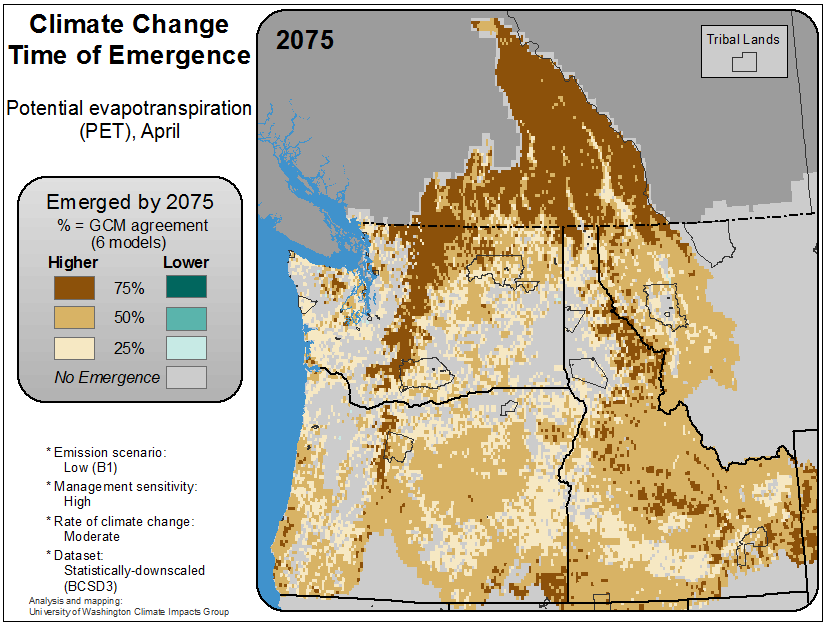 Climate Change
Time of Emergence
Potential evapotranspiration
(PET), April
Emerged by 2075
% = GCM agreement
(6 models)
Higher Lower
75%
50%
25%
No Emergence
* Emission scenario:
Low (B1)
* Management sensitivity:
High
* Rate of climate change:
Moderate
* Dataset:
Statistically-downscaled
(BCSD3)
Analysis and mapping:
University of Washington Climate Impacts Group
2075
Tribal Lands